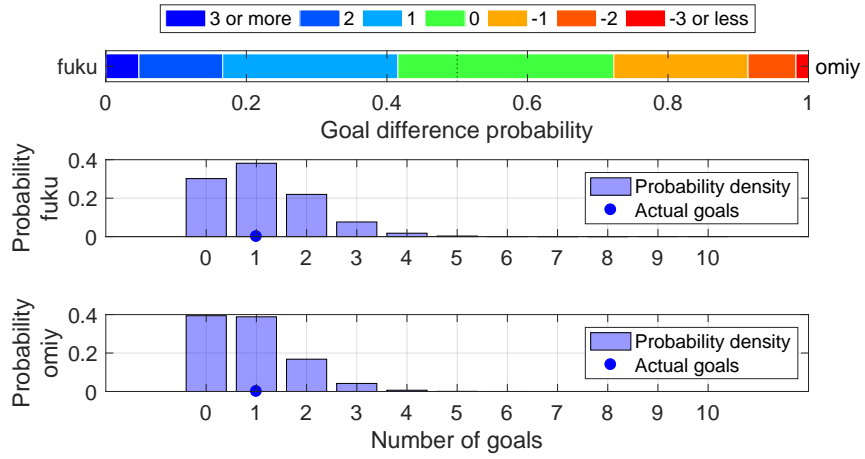 3 or more 2 1 0 -1 -2 -3 or less
fuku omiy
0 0.2 0.4 0.6 0.8 1
Goal difference probability
Probability
fuku
0.4
0.2
0
Probability density
Actual goals
0 1 2 3 4 5 6 7 8 9 10
Probability
omiy
0.4
0.2
0
Probability density
Actual goals
0 1 2 3 4 5 6 7 8 9 10
Number of goals